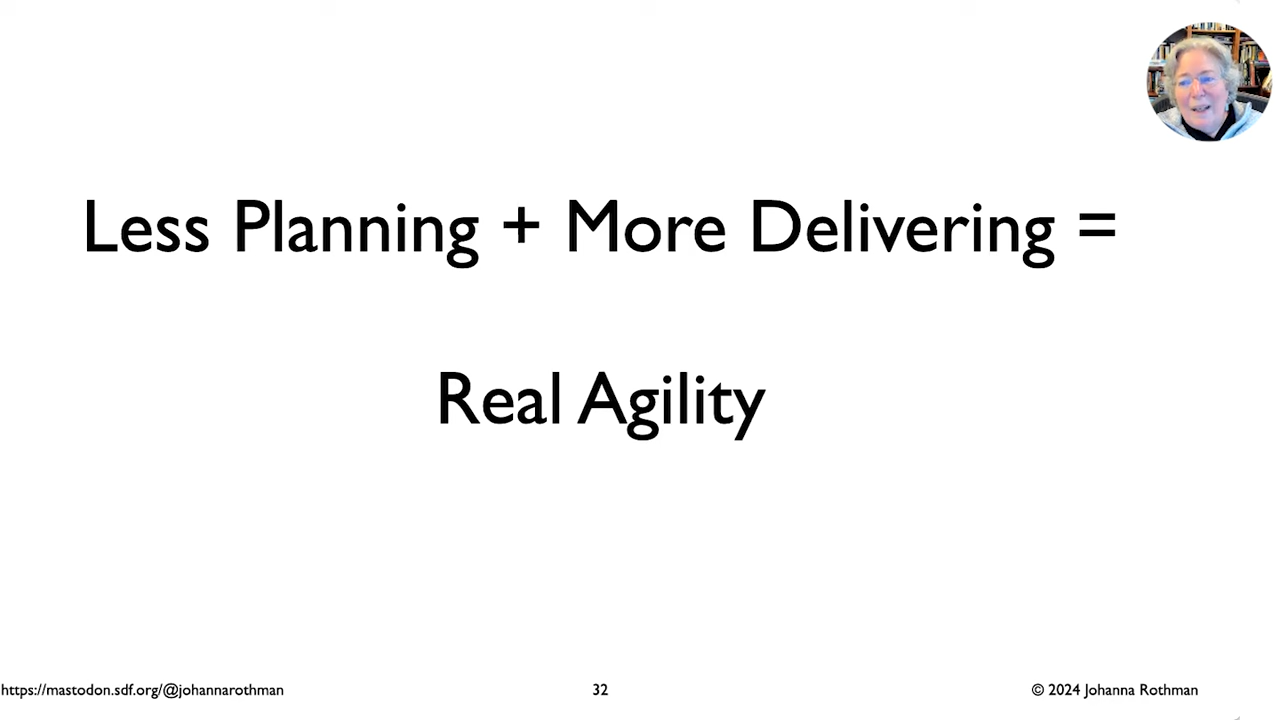 Less Planning + More Delivering =
Real Agility
https://mastodon.sdf.org/@johannarothman
32
© 2024 Johanna Rothman